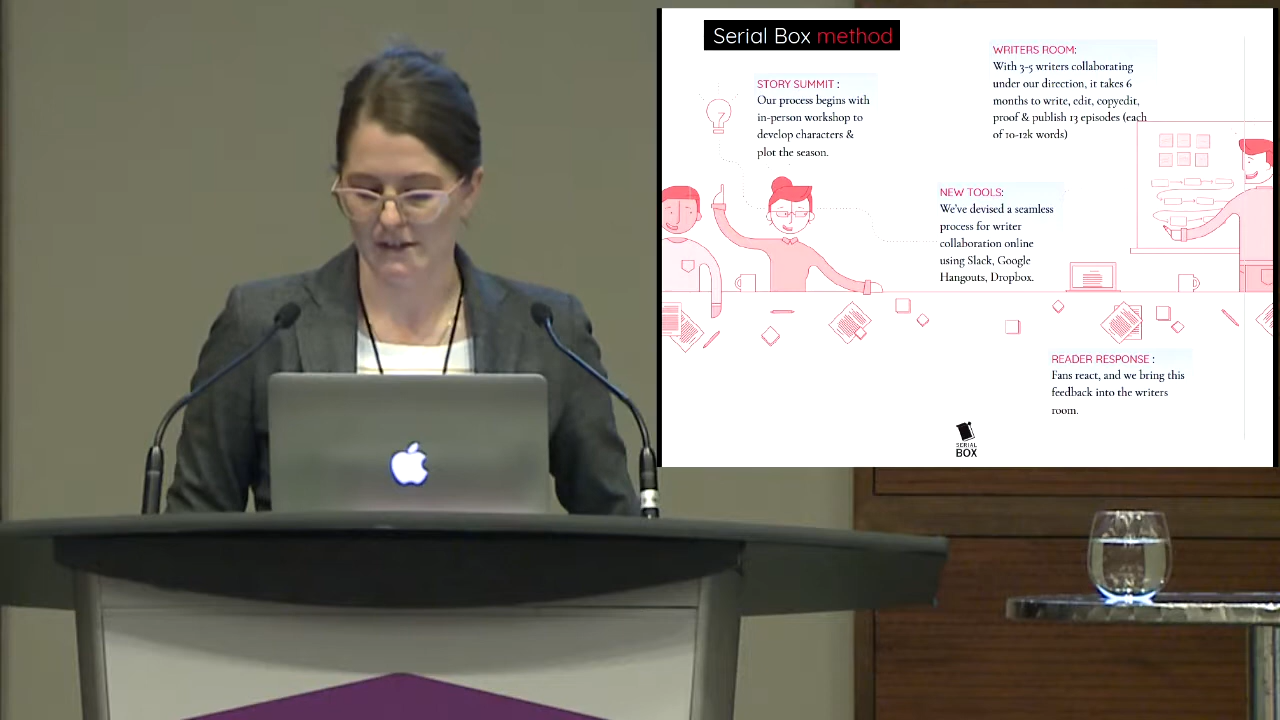 Serial Box method
STORY SUMMIT :
Our process begins with
in-person workshop to
develop characters &
plot the season.
WRITERS ROOM:
With 3-5 writers collaborating
under our direction, it takes 6
months to write, edit, copyedit,
proof & publish 13 episodes (each
of 10-12k words)
NEW TOOLS:
We've devised a seamless
process for writer
collaboration online
using Slack, Google
Hangouts, Dropbox.
READER RESPONSE :
Fans react, and we bring this
feedback into the writers
room.
SERIAL
BOX